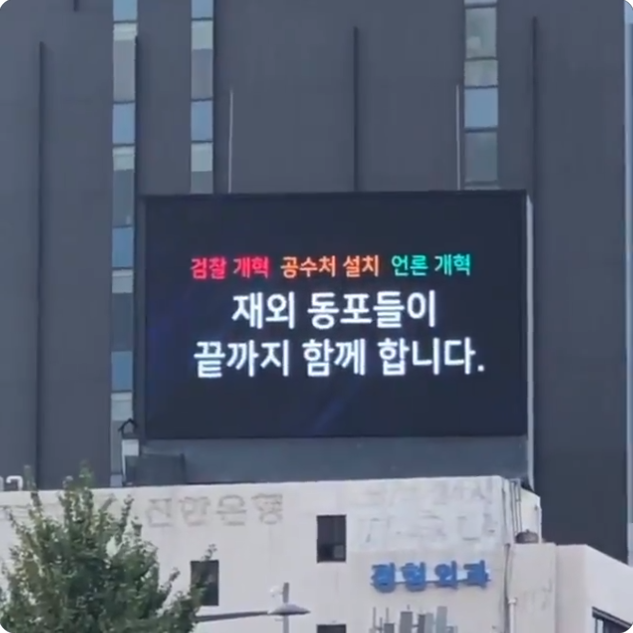 검찰 개혁 공수처 설치 언론 개혁
재외 동포들이
끝까지 함께 합니다.
신한은행
정형외과